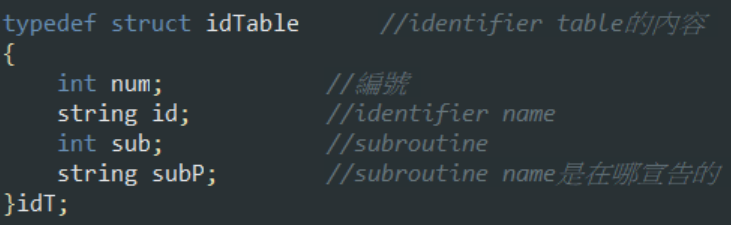 typedef struct idTable //identifier table的內容
{
int num; //編號
string id; //identifier name
int sub; //subroutine
string subP; //subroutine name是在哪宣告的
}idT;